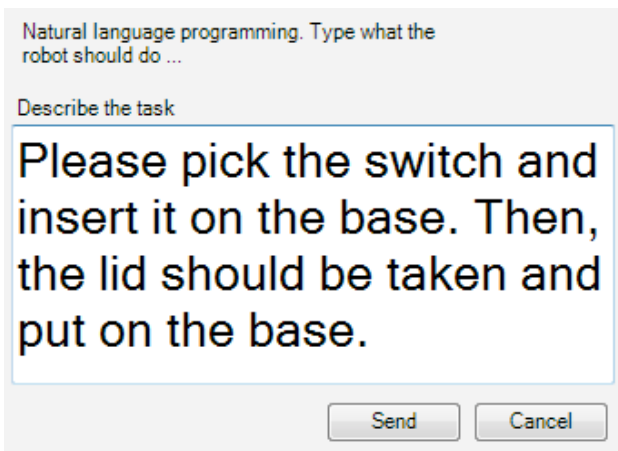 Natural language programming. Type what the
robot should do ...
Describe the task
Please pick the switch and
insert it on the base. Then,
the lid should be taken and
put on the base.
Send Cancel